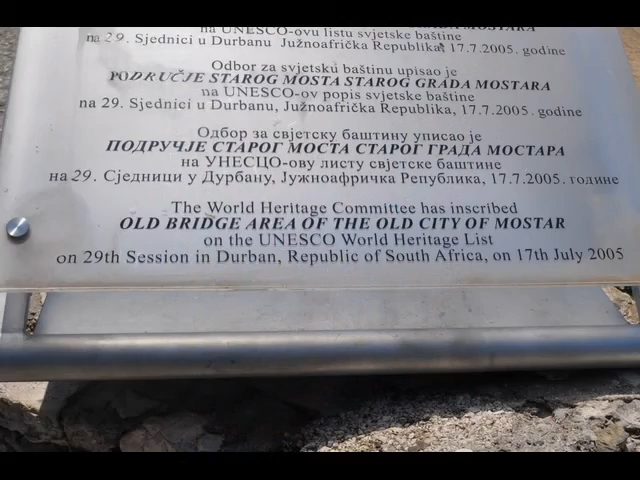 MOSTARA
na UNESCO-ovu listu svjetske baštine
na 29. Sjednici u Durbanu Južnoafrička Republika, 17.7.2005. godine
Odbor za svjetsku baštinu upisao je
PODRUČJE STAROG MOSTA STAROG GRADA MOSTARA
na UNESCO-ov popis svjetske baštine
na 29. Sjednici u Durbanu, Južnoafrička Republika, 17.7.2005. godine
Одбор за свјетску баштину уписао је
ПОДРУЧЈЕ СТАРОГ МОСТА СТАРОГ ГРАДА МОСТАРА
на УНЕСЦО-ову листу свјетске баштине
на 29. Сједници у Дурбану, Јужноафричка Република, 17.7.2005. године
The World Heritage Committee has inscribed
OLD BRIDGE AREA OF THE OLD CITY OF MOSTAR
on the UNESCO World Heritage List
on 29th Session in Durban, Republic of South Africa, on 17th July 2005